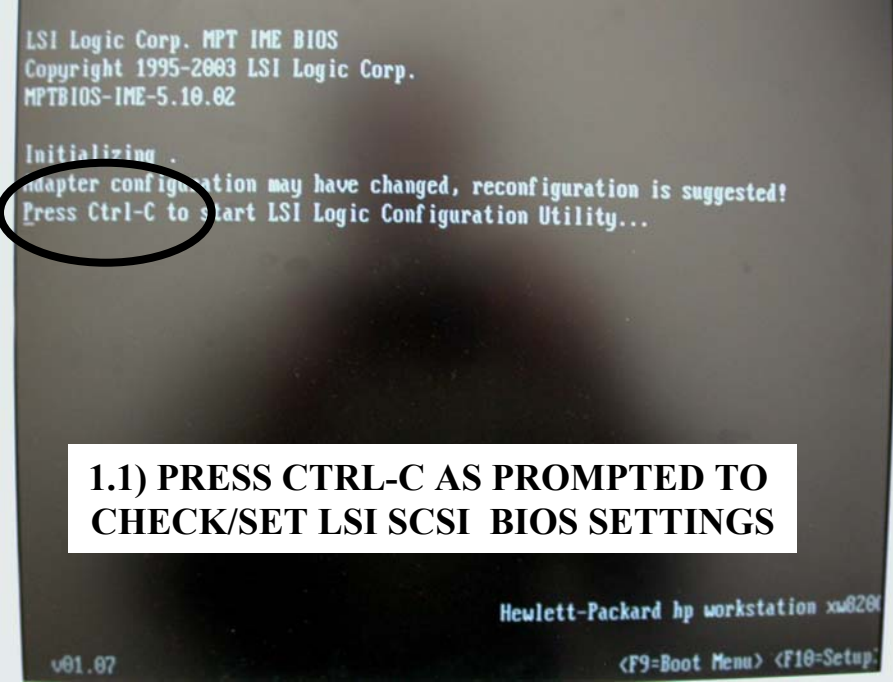 LSI Logic Corp. MPT IME BIOS
Copyright 1995-2003 LSI Logic Corp.
MPTBIOS-IME-5.10.02
Initializing .
Adapter configuration may have changed, reconfiguration is suggested!
Press Ctrl-C to start LSI Logic Configuration Utility...
1.1) PRESS CTRL-C AS PROMPTED TO
CHECK/SET LSI SCSI BIOS SETTINGS
Hewlett-Packard hp workstation xw8200
v01.07
<F9=Boot Menu> <F10=Setup>